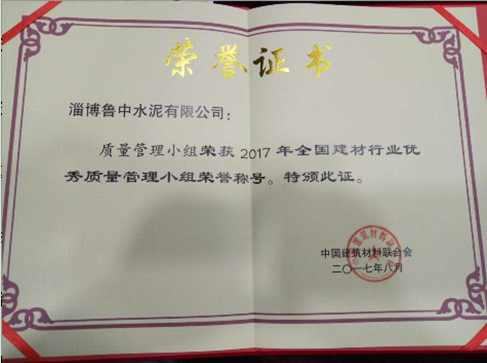 荣誉证书
淄博鲁中水泥有限公司：
质量管理小组荣获2017年全国建材行业优
秀质量管理小组荣誉称号。特颁此证。
中国建筑材料联合会
二〇一七年八月